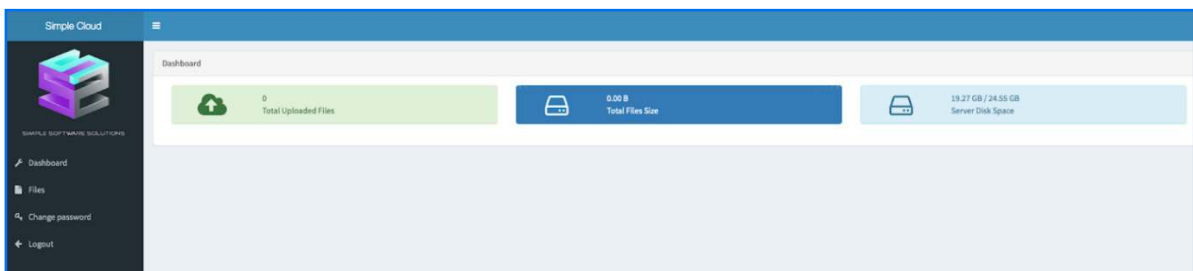 Simple Cloud
SIMPLE SOFTWARE SOLUTIONS
Dashboard
Files
Change password
Logout
Dashboard
0
Total Uploaded Files
0.00 B
Total Files Size
19.27 GB / 24.55 GB
Server Disk Space